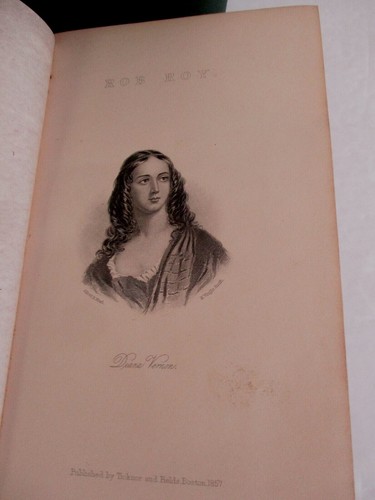 ROB ROY.
Diana Vernon.
Published by Ticknor and Fields Boston, 1857